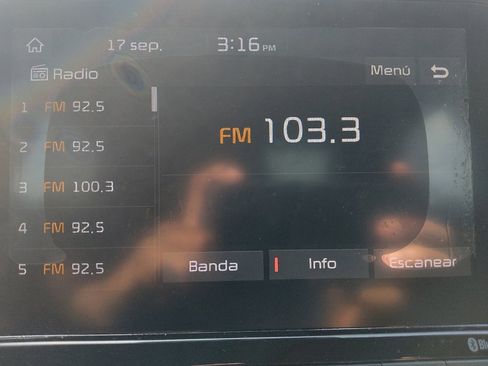 17 sep. 3:16 PM
Radio Menú
FM 103.3
1 FM 92.5
2 FM 92.5
3 FM 100.3
4 FM 92.5
5 FM 92.5
Banda Info Escanear